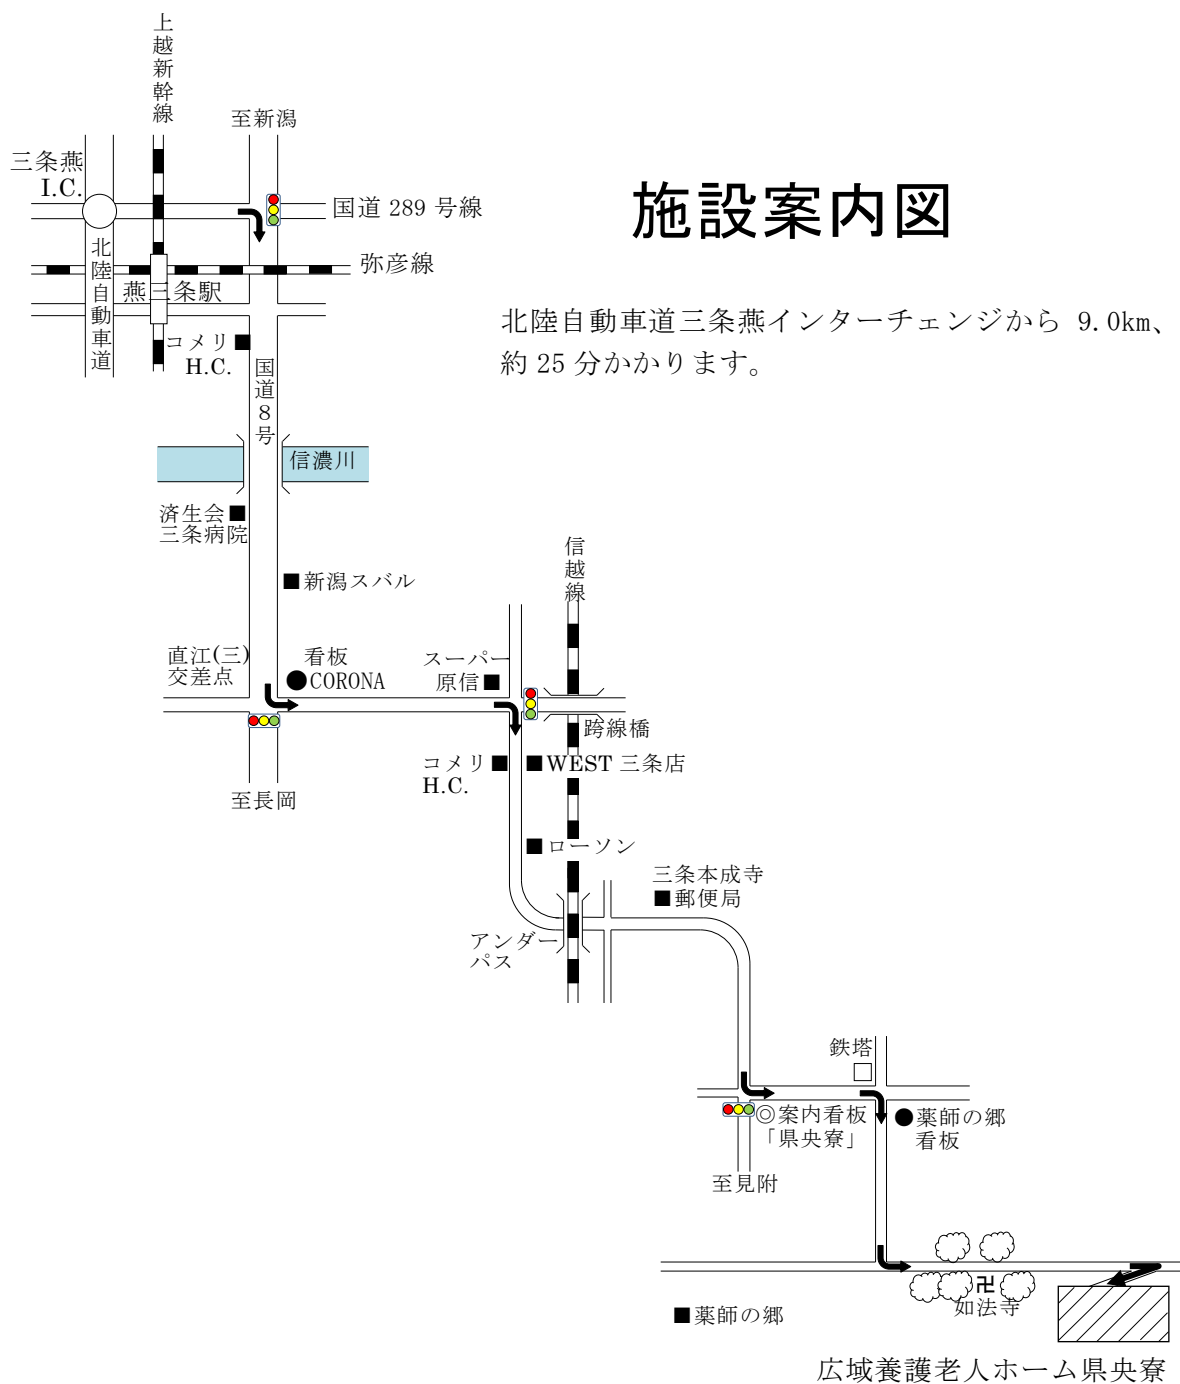 上越新幹線
至新潟
三条燕
I.C.
国道 289 号線
施設案内図
北陸自動車道
弥彦線
燕三条駅
北陸自動車道三条燕インターチェンジから 9.0km、
約 25 分かかります。
コメリ
H.C.
国道8号
信濃川
済生会
三条病院
信越線
新潟スバル
直江(三)
交差点
看板
CORONA
スーパー
原信
跨線橋
コメリ
H.C.
WEST 三条店
至長岡
ローソン
三条本成寺
郵便局
アンダー
パス
鉄塔
◎案内看板
「県央寮」
薬師の郷
看板
至見附
卍
如法寺
薬師の郷
広域養護老人ホーム県央寮